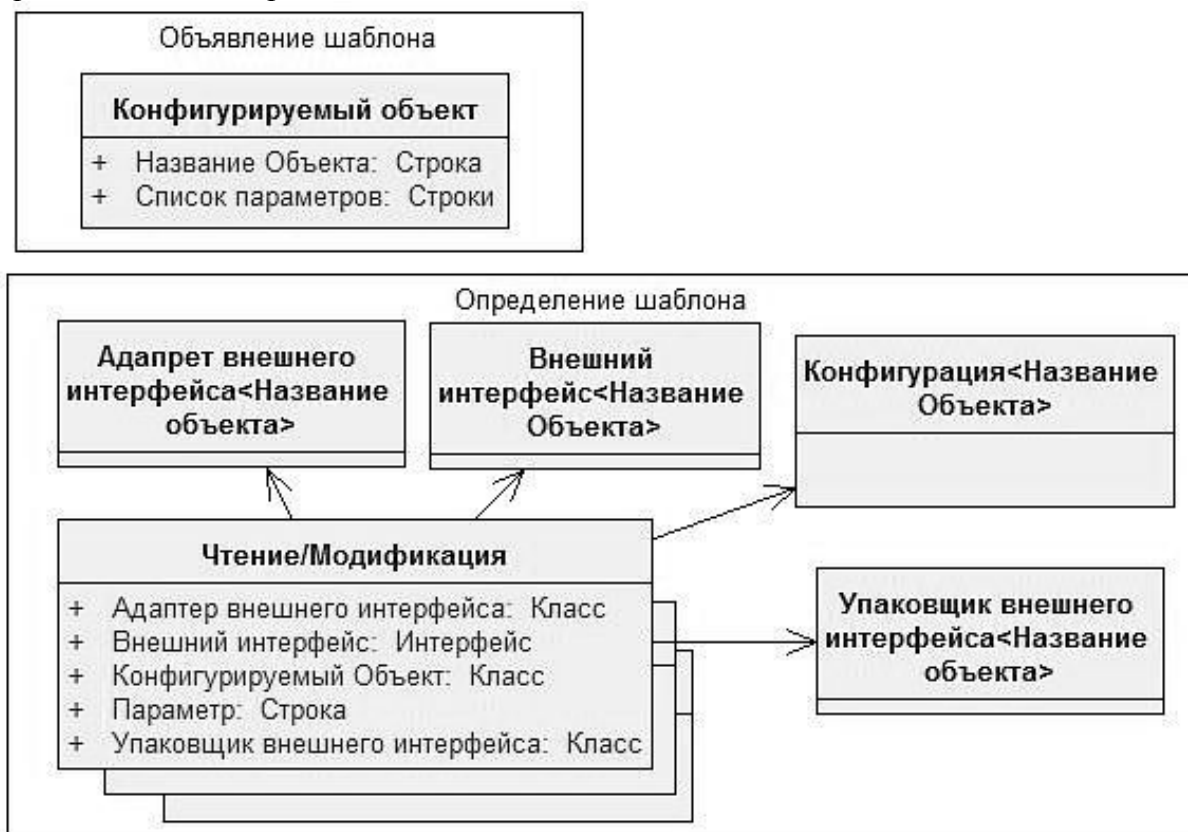 Объявление шаблона
Конфигурируемый объект
+ Название Объекта: Строка
+ Список параметров: Строки
Определение шаблона
Адапрет внешнего
интерфейса<Название
объекта>
Внешний
интерфейс<Название
Объекта>
Конфигурация<Название
Объекта>
Чтение/Модификация
+ Адаптер внешнего интерфейса: Класс
+ Внешний интерфейс: Интерфейс
+ Конфигурируемый Объект: Класс
+ Параметр: Строка
+ Упаковщик внешнего интерфейса: Класс
Упаковщик внешнего
интерфейса<Название
объекта>